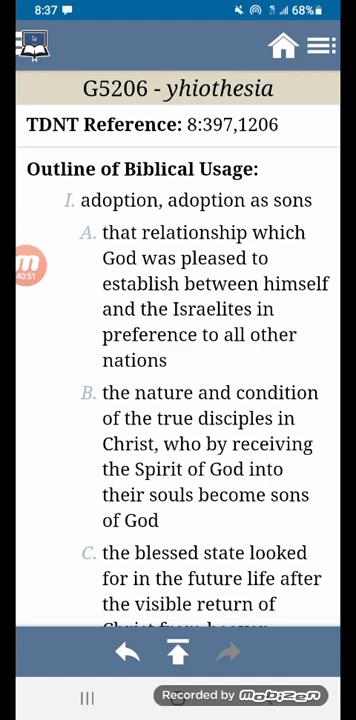 8:37 68%
G5206 - yhiothesia
TDNT Reference: 8:397,1206
Outline of Biblical Usage:
I. adoption, adoption as sons
A. that relationship which
God was pleased to
establish between himself
and the Israelites in
preference to all other
nations
40:51
B. the nature and condition
of the true disciples in
Christ, who by receiving
the Spirit of God into
their souls become sons
of God
C. the blessed state looked
for in the future life after
the visible return of
Christ from heaven
Recorded by mobizen